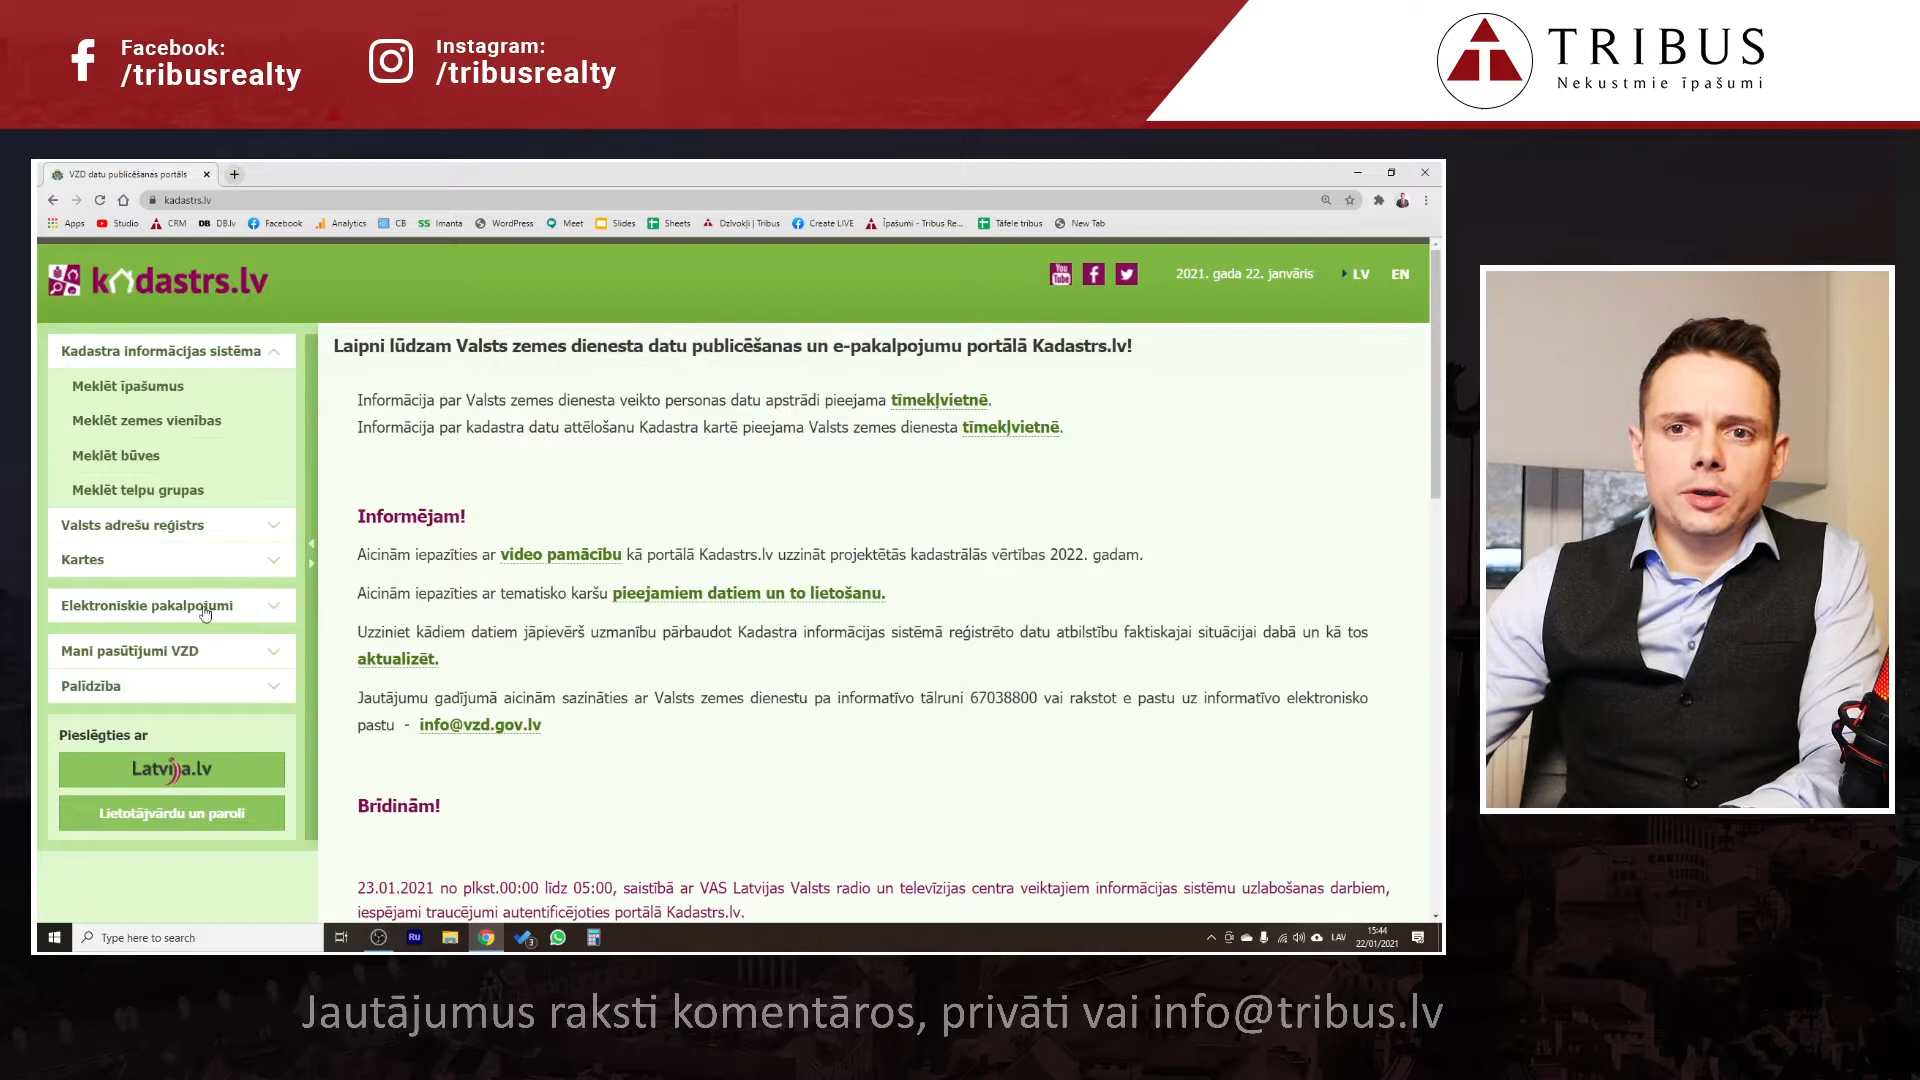 Facebook:
/tribusrealty
Instagram:
/tribusrealty
TRIBUS
Nekustmie īpašumi
VZD datu publicēšanas portāls
kadastrs.lv
Apps Studio CRM DB DB.lv Facebook Analytics CB SS Imanta WordPress Meet Slides Sheets Dzīvokļi | Tribus Create LIVE Īpašumi - Tribus Re... Tāfele tribus New Tab
kadastrs.lv
You Tube
2021. gada 22. janvāris LV EN
Kadastra informācijas sistēma
Meklēt īpašumus
Meklēt zemes vienības
Meklēt būves
Meklēt telpu grupas
Valsts adrešu reģistrs
Kartes
Elektroniskie pakalpojumi
Mani pasūtījumi VZD
Palīdzība
Pieslēgties ar
Latvija.lv
Lietotājvārdu un paroli
Laipni lūdzam Valsts zemes dienesta datu publicēšanas un e-pakalpojumu portālā Kadastrs.lv!
Informācija par Valsts zemes dienesta veikto personas datu apstrādi pieejama tīmekļvietnē.
Informācija par kadastra datu attēlošanu Kadastra kartē pieejama Valsts zemes dienesta tīmekļvietnē.
Informējam!
Aicinām iepazīties ar video pamācību kā portālā Kadastrs.lv uzzināt projektētās kadastrālās vērtības 2022. gadam.
Aicinām iepazīties ar tematisko karšu pieejamiem datiem un to lietošanu.
Uzziniet kādiem datiem jāpievērš uzmanību pārbaudot Kadastra informācijas sistēmā reģistrēto datu atbilstību faktiskajai situācijai dabā un kā tos
aktualizēt.
Jautājumu gadījumā aicinām sazināties ar Valsts zemes dienestu pa informatīvo tālruni 67038800 vai rakstot e pastu uz informatīvo elektronisko
pastu - info@vzd.gov.lv
Brīdinām!
23.01.2021 no plkst.00:00 līdz 05:00, saistībā ar VAS Latvijas Valsts radio un televīzijas centra veiktajiem informācijas sistēmu uzlabošanas darbiem,
iespējami traucējumi autentificējoties portālā Kadastrs.lv.
Type here to search
Ru
3
LAV
15:44
22/01/2021
Jautājumus raksti komentāros, privāti vai info@tribus.lv